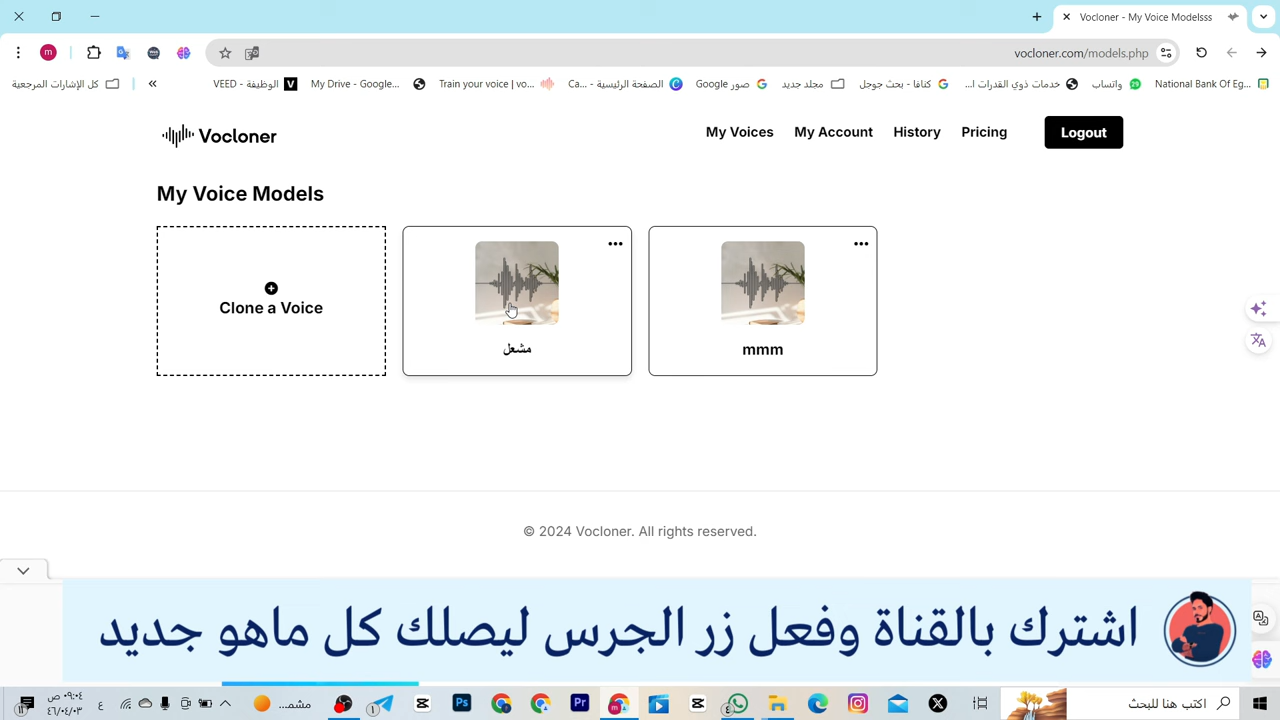 Vocloner - My Voice Modelsss
vocloner.com/models.php
كل الإشارات المرجعية
»
VEED - الوظيفة
My Drive - Google...
Train your voice | vo...
الصفحة الرئيسية - Ca...
صور Google
مجلد جديد
كنافا - بحث جوجل
خدمات ذوي القدرات ا...
واتساب
National Bank Of Eg...
Vocloner
My Voices
My Account
History
Pricing
Logout
My Voice Models
Clone a Voice
مشعل
mmm
© 2024 Vocloner. All rights reserved.
اشترك بالقناة وفعل زر الجرس ليصلك كل ماهو جديد
اكتب هنا للبحث
مشمـ...
ع